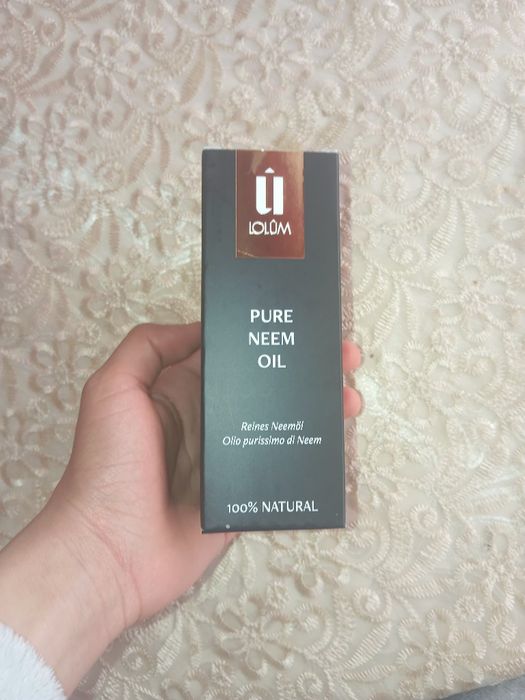 Û
LOLÛM
PURE
NEEM
OIL
Reines Neemöl
Olio purissimo di Neem
100% NATURAL